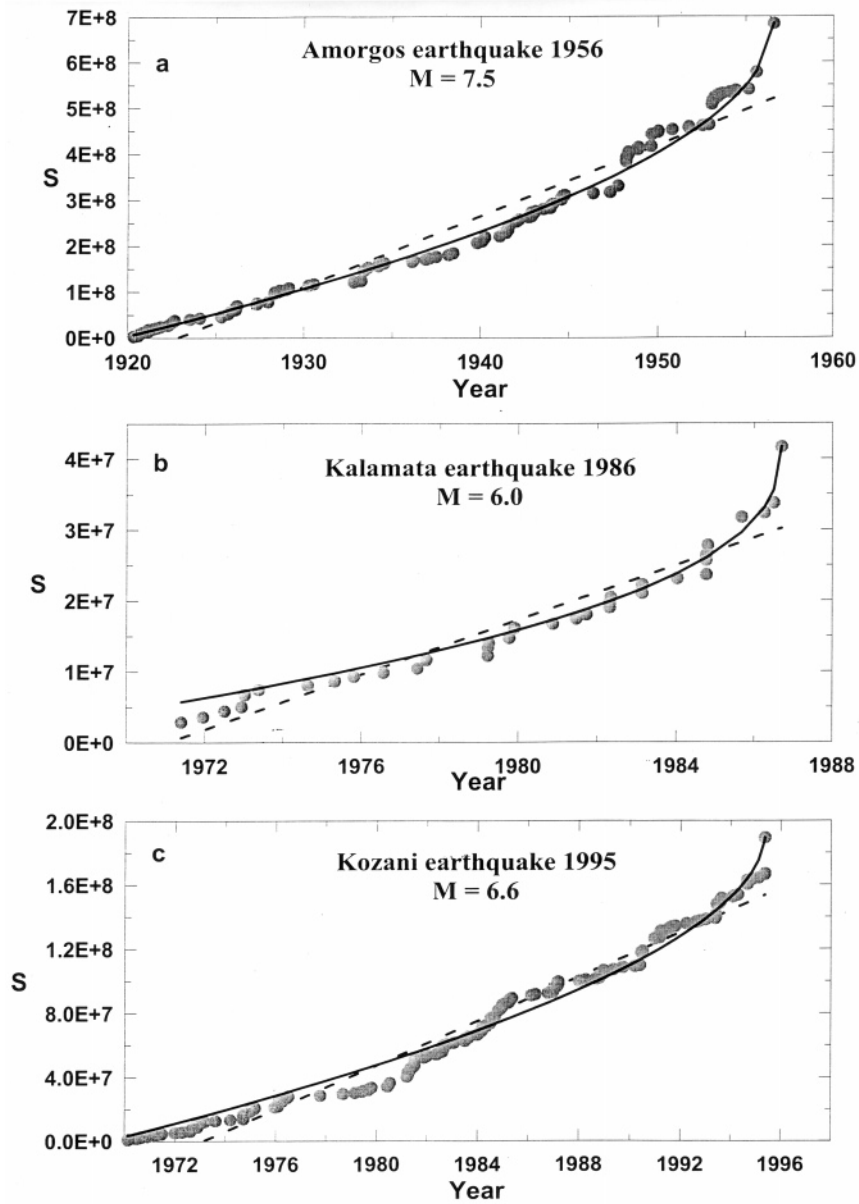 7E+8
a
Amorgos earthquake 1956
M = 7.5
6E+8
5E+8
4E+8
S
3E+8
2E+8
1E+8
0E+0
1920 1930 1940 1950 1960
Year
4E+7
b
Kalamata earthquake 1986
M = 6.0
3E+7
S
2E+7
1E+7
0E+0
1972 1976 1980 1984 1988
Year
2.0E+8
c
Kozani earthquake 1995
M = 6.6
1.6E+8
1.2E+8
S
8.0E+7
4.0E+7
0.0E+0
1972 1976 1980 1984 1988 1992 1996
Year